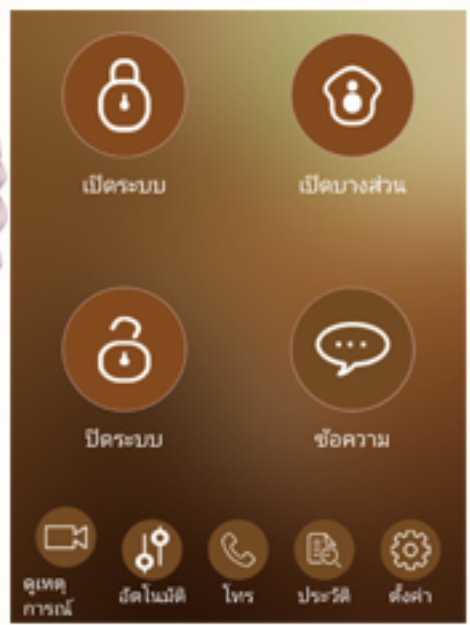 เปิดระบบ
เปิดบางส่วน
ปิดระบบ
ข้อความ
ดูเหตุ
การณ์
อัตโนมัติ
โทร
ประวัติ
ตั้งค่า